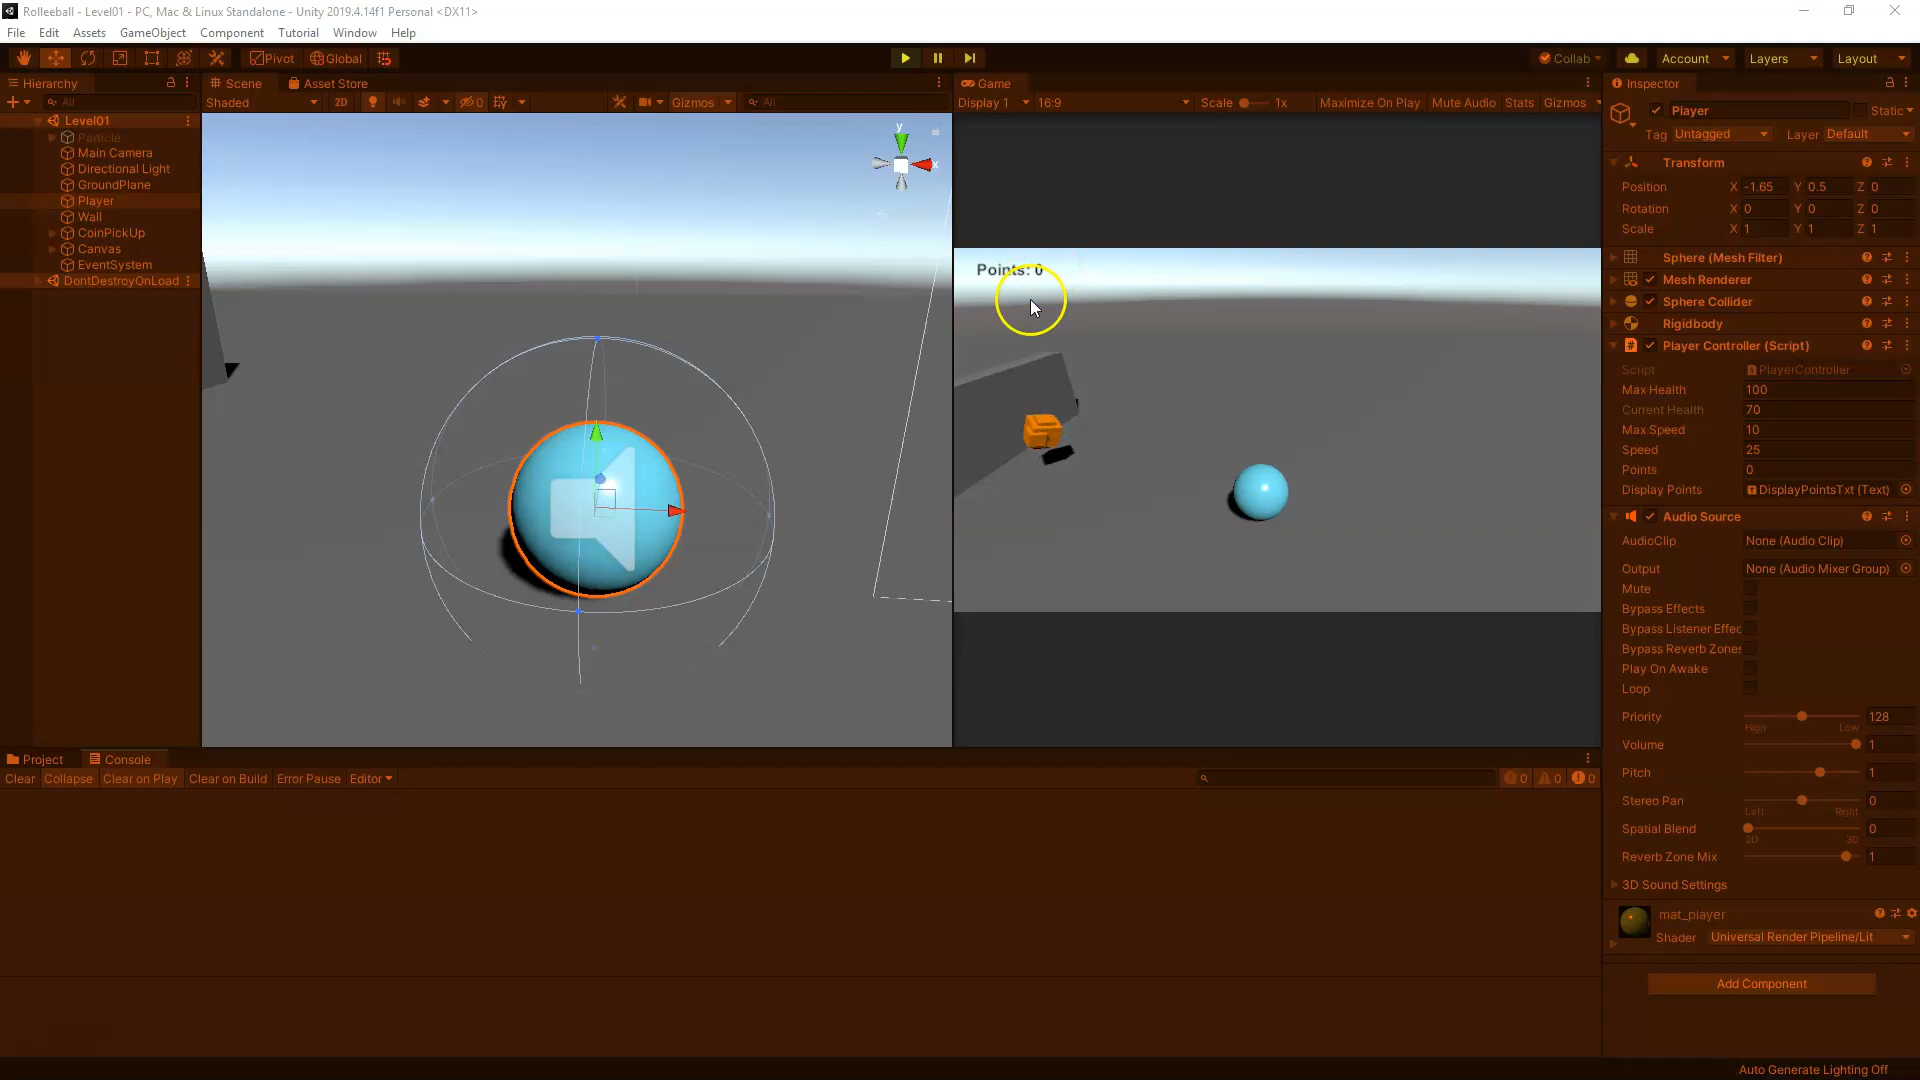 Rolleeball - Level01 - PC, Mac & Linux Standalone - Unity 2019.4.14f1 Personal <DX11>
File Edit Assets GameObject Component Tutorial Window Help
Pivot Global Collab Account Layers Layout
Hierarchy
All
Level01
Particle
Main Camera
Directional Light
GroundPlane
Player
Wall
CoinPickUp
Canvas
EventSystem
DontDestroyOnLoad
Scene Asset Store
Shaded 2D 0 Gizmos All
y
x
Game
Display 1 16:9 Scale 1x Maximize On Play Mute Audio Stats Gizmos
Points: 0
Inspector
Player Static
Tag Untagged Layer Default
Transform
Position X -1.65 Y 0.5 Z 0
Rotation X 0 Y 0 Z 0
Scale X 1 Y 1 Z 1
Sphere (Mesh Filter)
Mesh Renderer
Sphere Collider
Rigidbody
Player Controller (Script)
Script PlayerController
Max Health 100
Current Health 70
Max Speed 10
Speed 25
Points 0
Display Points DisplayPointsTxt (Text)
Audio Source
AudioClip None (Audio Clip)
Output None (Audio Mixer Group)
Mute
Bypass Effects
Bypass Listener Effec
Bypass Reverb Zones
Play On Awake
Loop
Priority 128
High Low
Volume 1
Pitch 1
Stereo Pan 0
Left Right
Spatial Blend 0
2D 3D
Reverb Zone Mix 1
3D Sound Settings
mat_player
Shader Universal Render Pipeline/Lit
Add Component
Project Console
Clear Collapse Clear on Play Clear on Build Error Pause Editor 0 0 0
Auto Generate Lighting Off